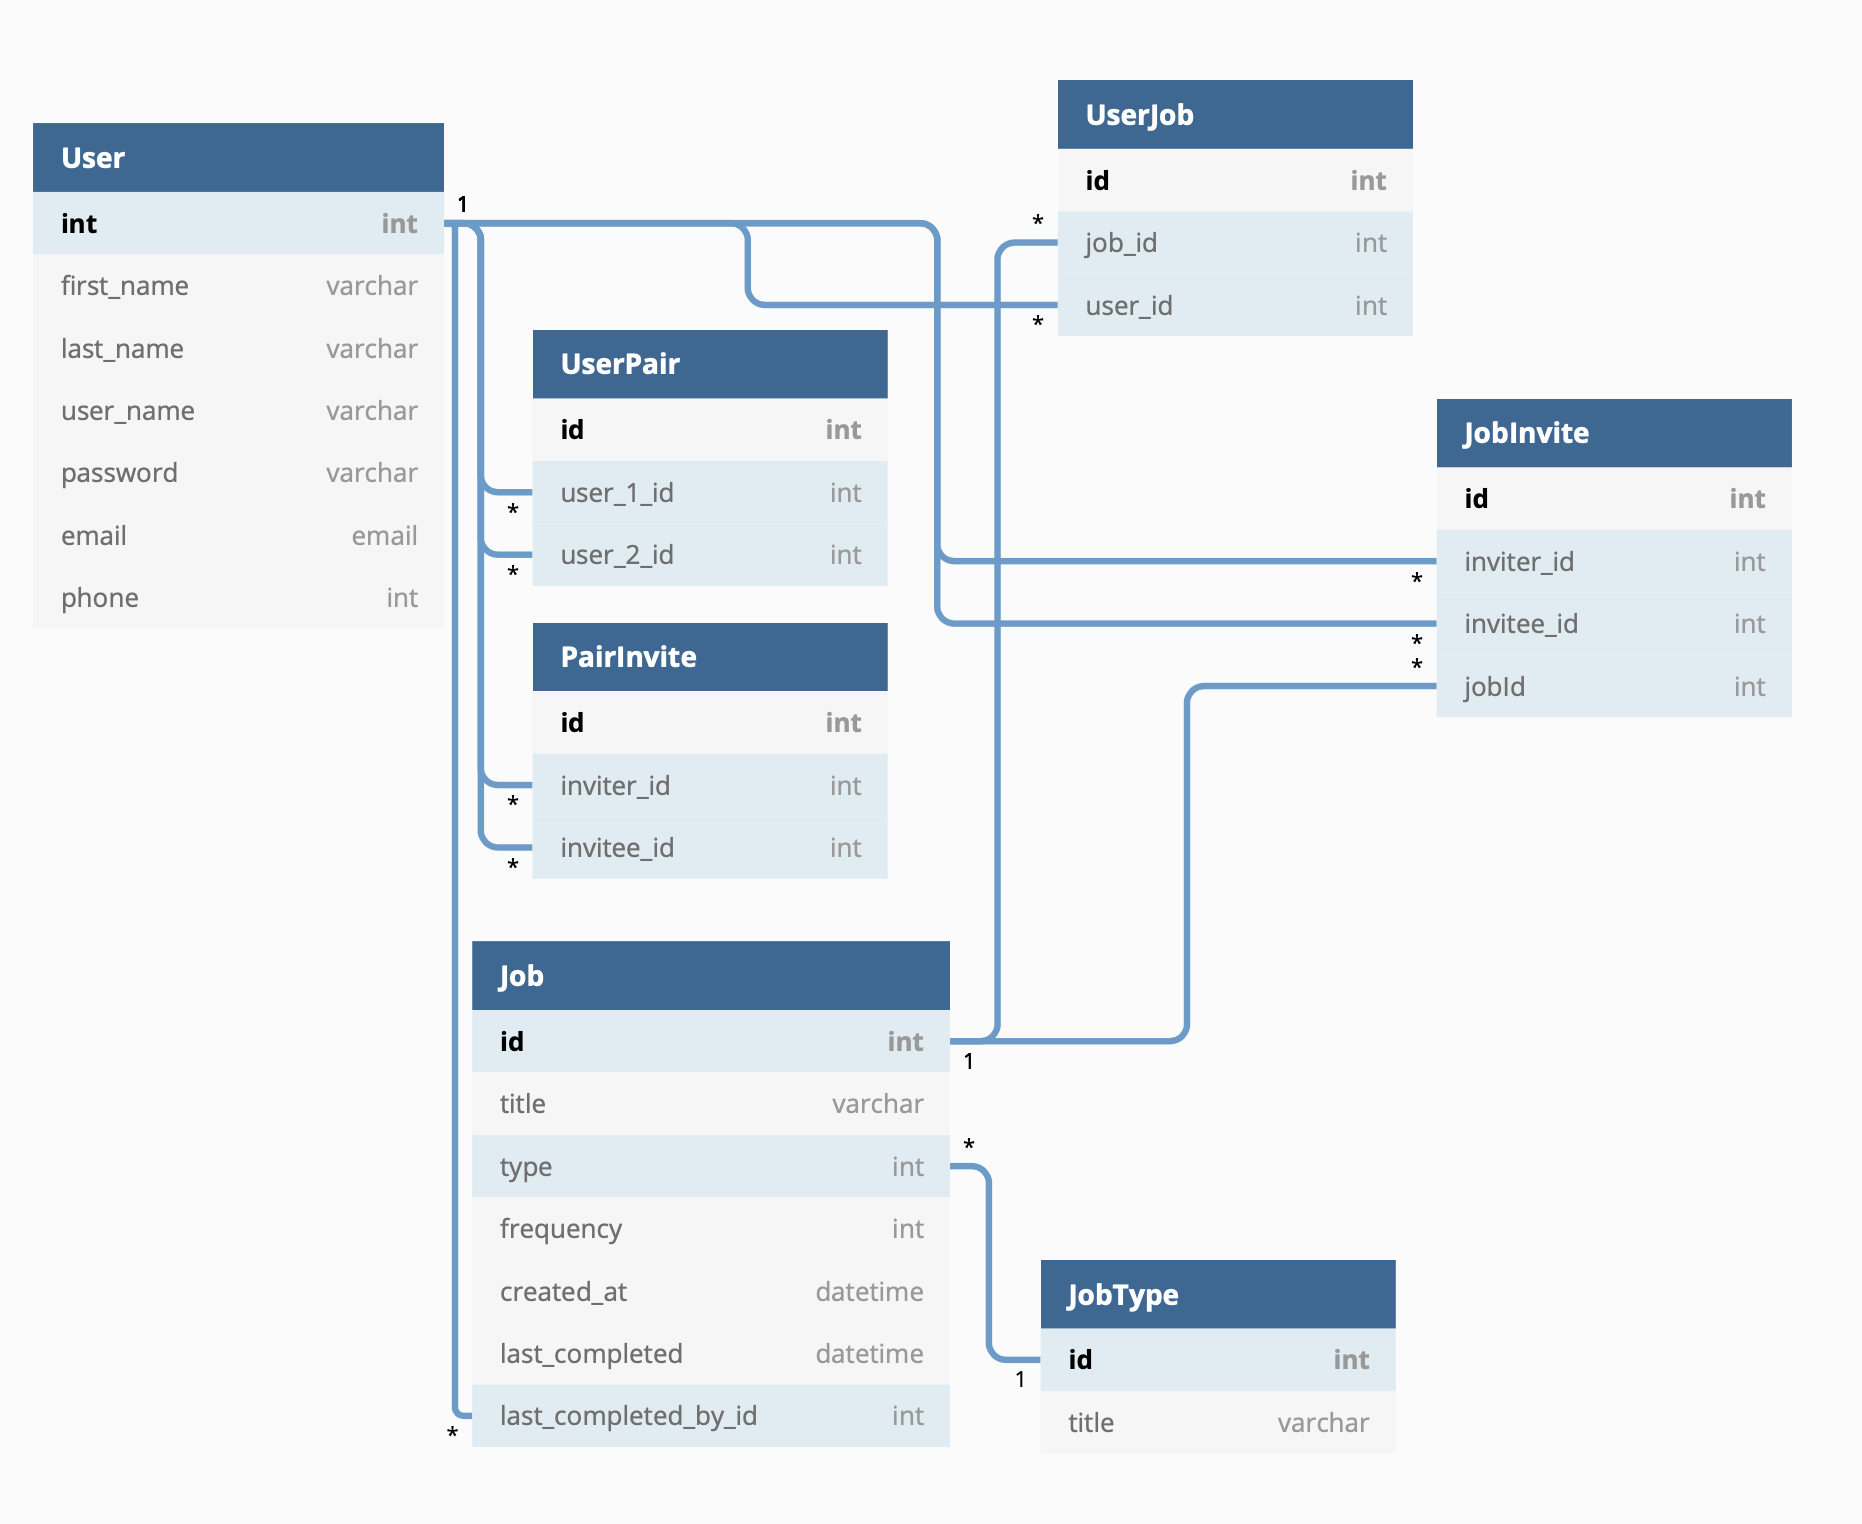 User
int int
first_name varchar
last_name varchar
user_name varchar
password varchar
email email
phone int
1
UserPair
id int
user_1_id int
*
user_2_id int
*
PairInvite
id int
inviter_id int
*
invitee_id int
*
UserJob
id int
*
job_id int
user_id int
*
JobInvite
id int
inviter_id int
*
invitee_id int
*
*
jobId int
Job
id int
1
title varchar
*
type int
frequency int
created_at datetime
last_completed datetime
last_completed_by_id int
*
JobType
id int
1
title varchar